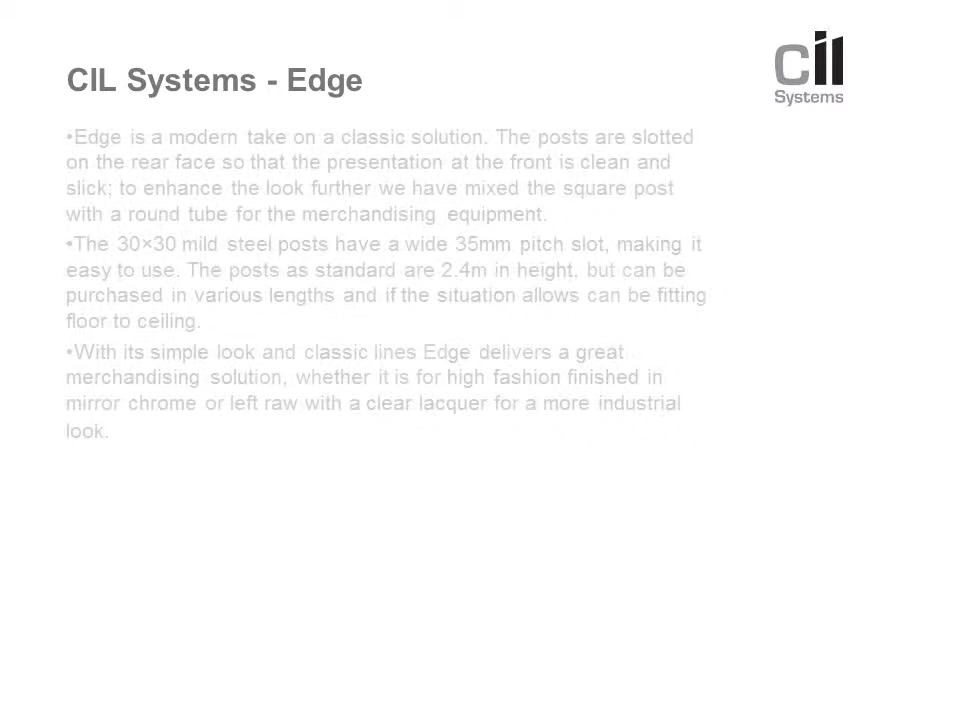 CIL Systems - Edge
cil
Systems
•Edge is a modern take on a classic solution. The posts are slotted
on the rear face so that the presentation at the front is clean and
slick; to enhance the look further we have mixed the square post
with a round tube for the merchandising equipment.
•The 30×30 mild steel posts have a wide 35mm pitch slot, making it
easy to use. The posts as standard are 2.4m in height, but can be
purchased in various lengths and if the situation allows can be fitting
floor to ceiling.
•With its simple look and classic lines Edge delivers a great
merchandising solution, whether it is for high fashion finished in
mirror chrome or left raw with a clear lacquer for a more industrial
look.